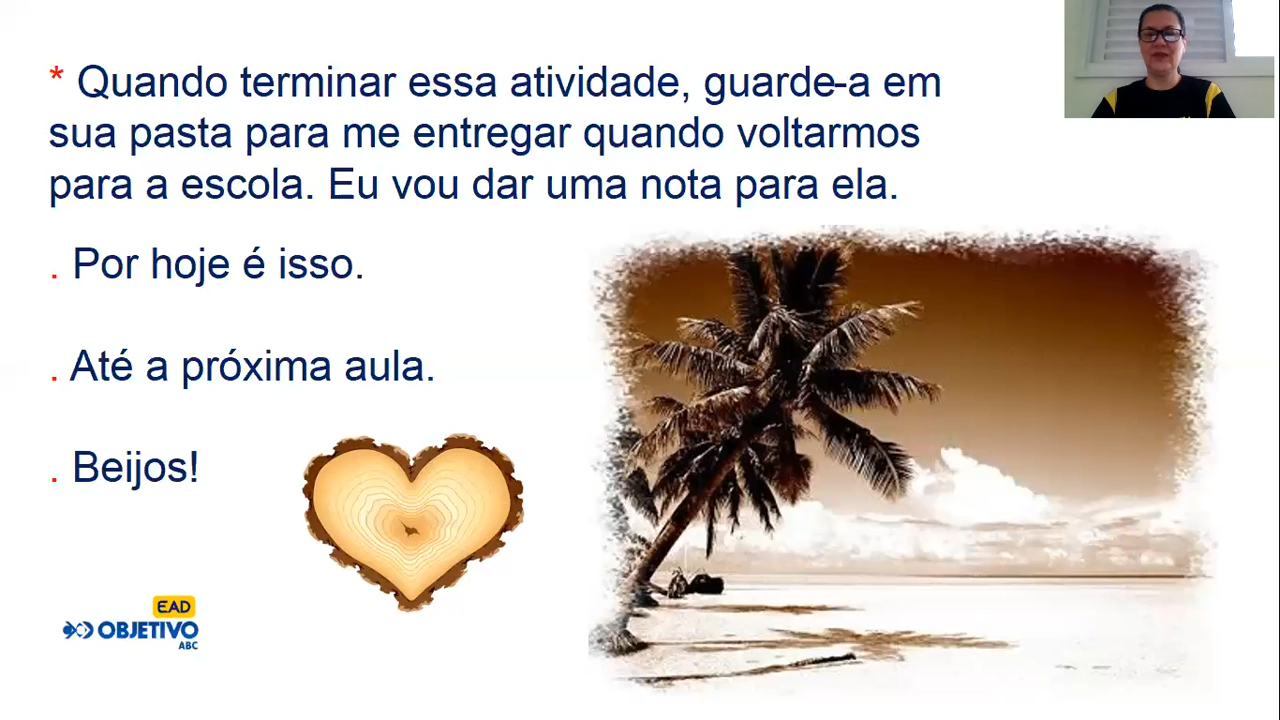 * Quando terminar essa atividade, guarde-a em
sua pasta para me entregar quando voltarmos
para a escola. Eu vou dar uma nota para ela.
. Por hoje é isso.
. Até a próxima aula.
. Beijos!
EAD
OBJETIVO
ABC